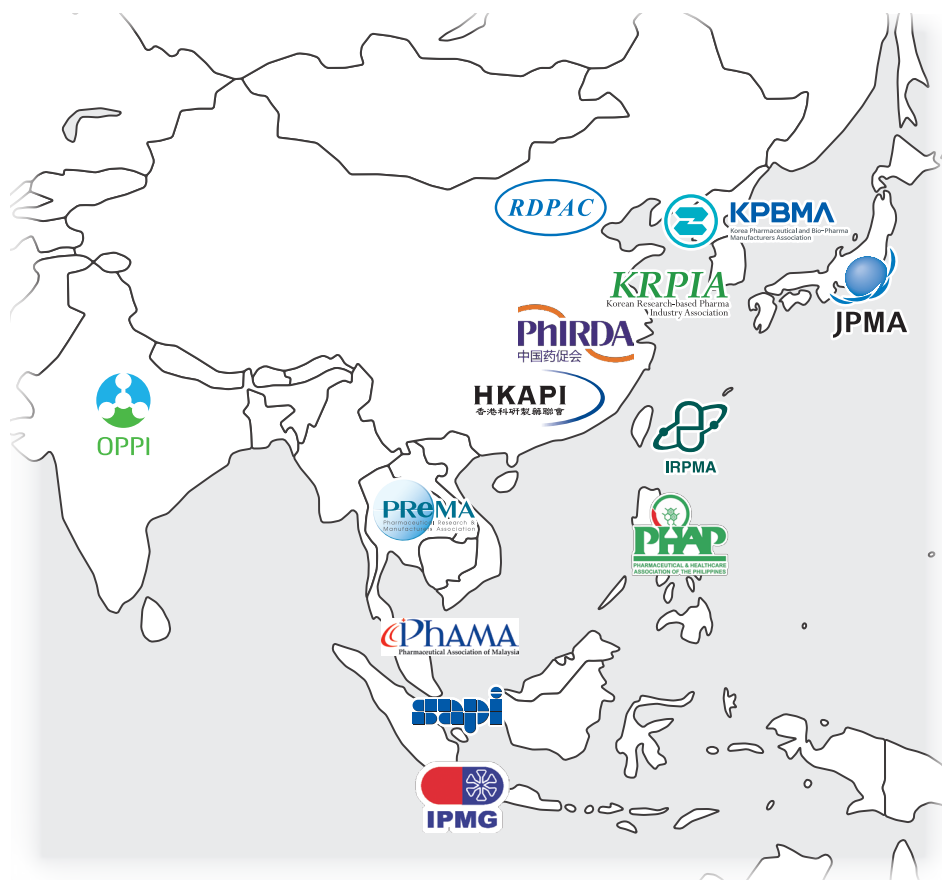 RDPAC
KPBMA
Korea Pharmaceutical and Bio-Pharma
Manufacturers Association
KRPIA
Korean Research-based Pharma
Industry Association
JPMA
PhIRDA
中国药促会
HKAPI
香港科研製藥聯會
OPPI
IRPMA
PReMA
Pharmaceutical Research &
Manufacturers Association
PHAP
PHARMACEUTICAL & HEALTHCARE
ASSOCIATION OF THE PHILIPPINES
PhAMA
Pharmaceutical Association of Malaysia
sapi
IPMG